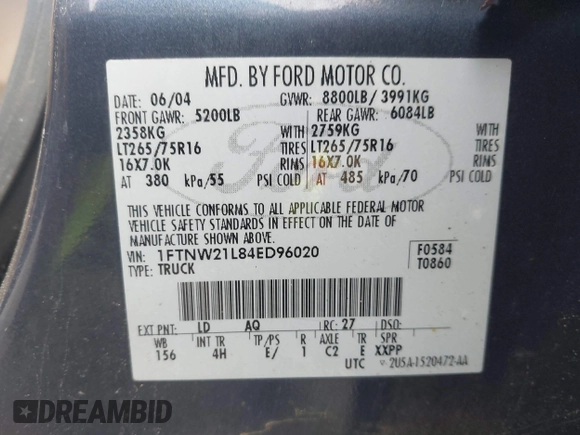 MFD. BY FORD MOTOR CO.
DATE: 06/04 GVWR: 8800LB/ 3991KG
FRONT GAWR: 5200LB REAR GAWR: 6084LB
2358KG WITH 2759KG WITH
LT265/75R16 TIRES LT265/75R16 TIRES
16X7.0K RIMS 16X7.0K RIMS
AT 380 kPa/55 PSI COLD AT 485 kPa/70 PSI COLD
THIS VEHICLE CONFORMS TO ALL APPLICABLE FEDERAL MOTOR
VEHICLE SAFETY STANDARDS IN EFFECT ON THE DATE OF
MANUFACTURE SHOWN ABOVE.
VIN: 1FTNW21L84ED96020 F0584
TYPE: TRUCK T0860
EXT PNT: LD AQ RC: 27 DSO:
WB INT TR TP/PS R AXLE TR SPR
156 4H E/ 1 C2 E XXPP
UTC 2U5A-1520472-AA
Ford
DREAMBID